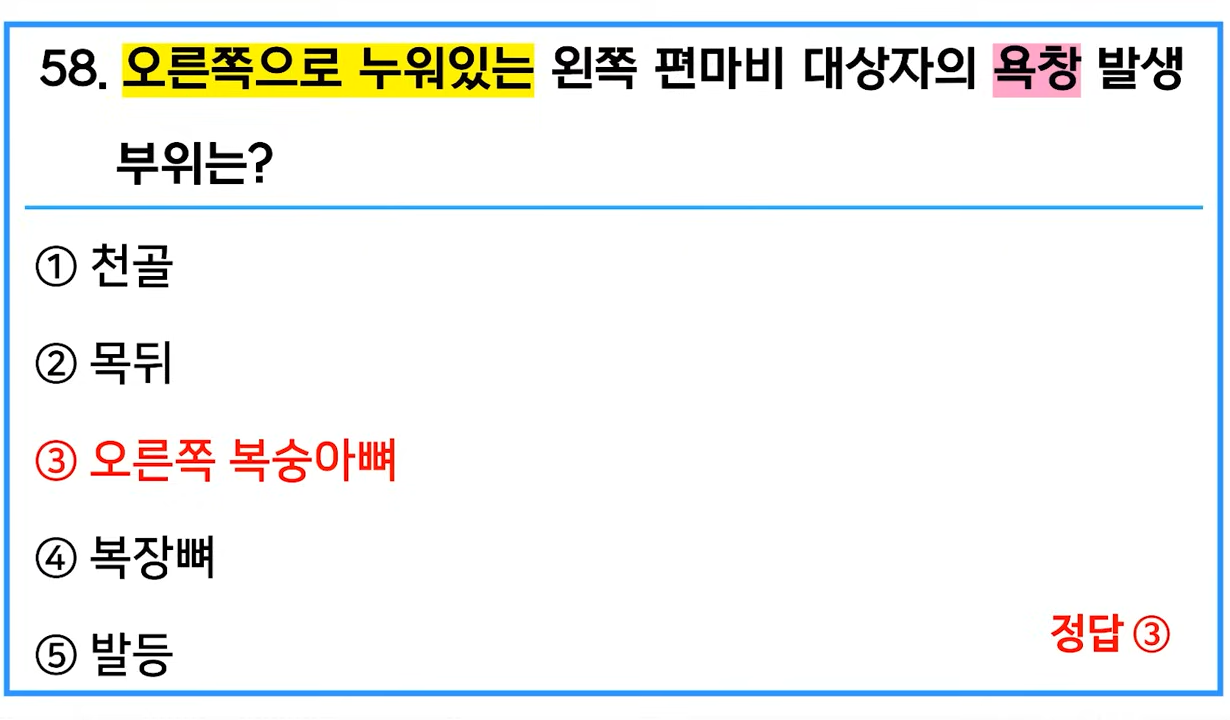 58. 오른쪽으로 누워있는 왼쪽 편마비 대상자의 욕창 발생
부위는?
① 천골
② 목뒤
③ 오른쪽 복숭아뼈
④ 복장뼈
⑤ 발등
정답 ③